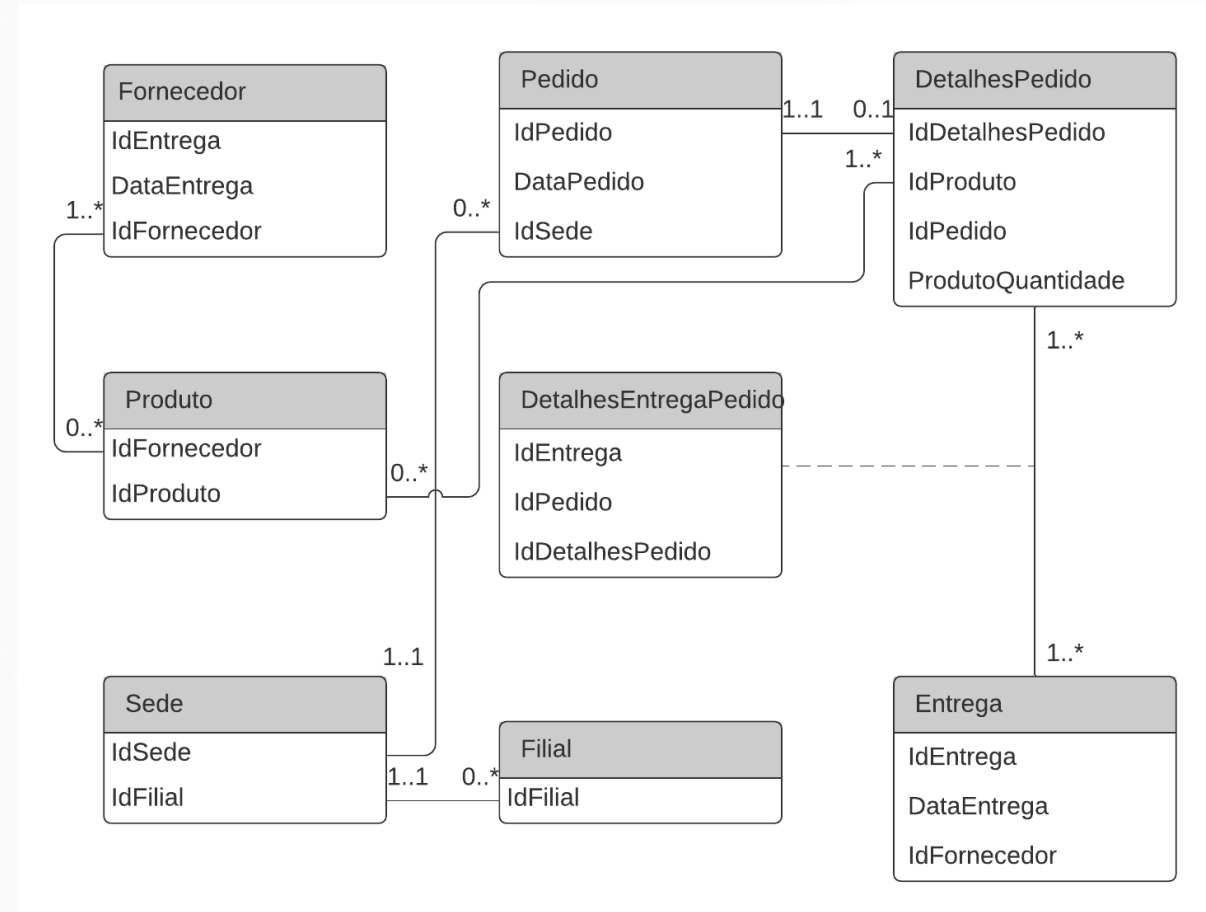 Fornecedor
IdEntrega
DataEntrega
IdFornecedor
1..*
0..*
Produto
IdFornecedor
IdProduto
0..*
Pedido
IdPedido
DataPedido
IdSede
0..*
1..1
0..1
1..*
DetalhesPedido
IdDetalhesPedido
IdProduto
IdPedido
ProdutoQuantidade
1..*
DetalhesEntregaPedido
IdEntrega
IdPedido
IdDetalhesPedido
1..1
Sede
IdSede
IdFilial
1..1
0..*
Filial
IdFilial
1..*
Entrega
IdEntrega
DataEntrega
IdFornecedor